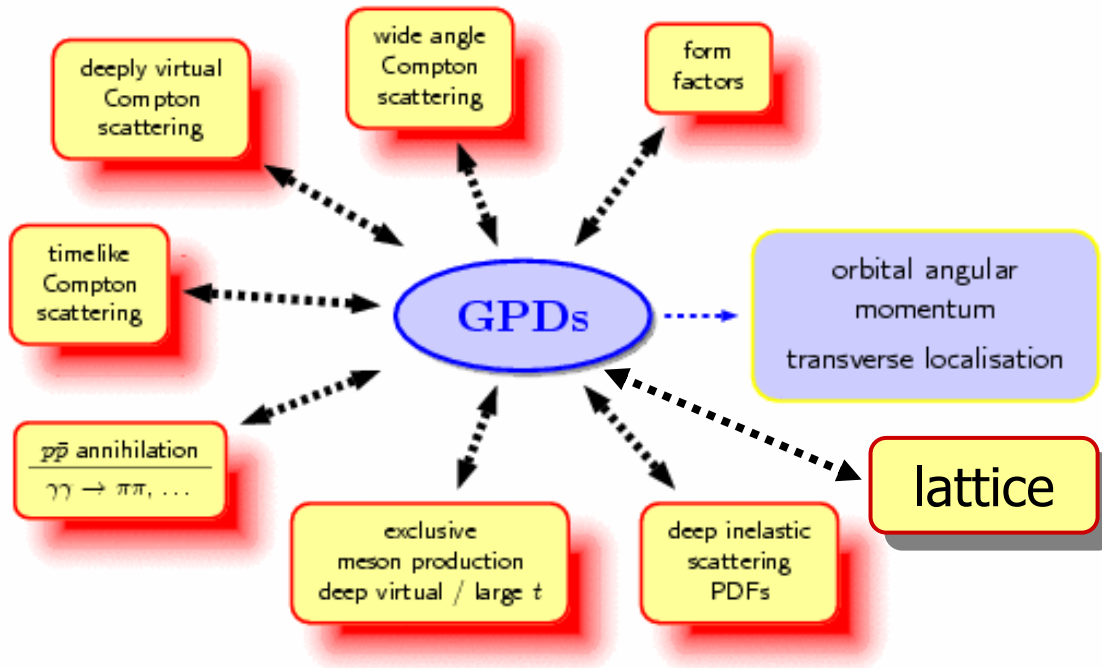 deeply virtual
Compton
scattering
wide angle
Compton
scattering
form
factors
timelike
Compton
scattering
GPDs
orbital angular
momentum
transverse localisation
pp̄ annihilation
γγ → ππ, ...
lattice
exclusive
meson production
deep virtual / large t
deep inelastic
scattering
PDFs